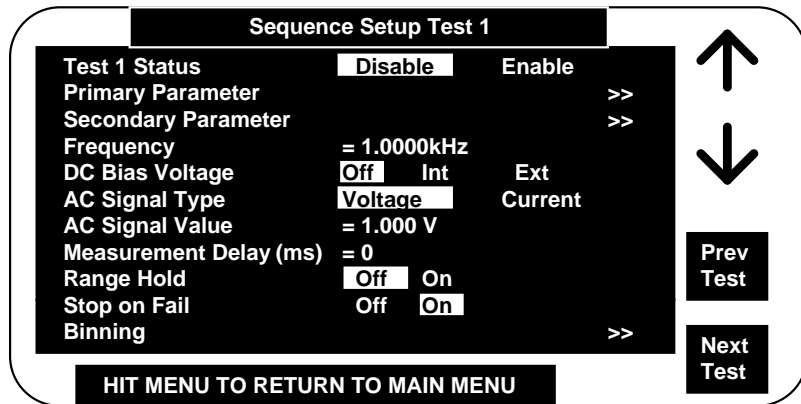 Sequence Setup Test 1
Test 1 Status Disable Enable
Primary Parameter >>
Secondary Parameter >>
Frequency = 1.0000kHz
DC Bias Voltage Off Int Ext
AC Signal Type Voltage Current
AC Signal Value = 1.000 V
Measurement Delay (ms) = 0
Range Hold Off On
Stop on Fail Off On
Binning >>
Prev
Test
Next
Test
HIT MENU TO RETURN TO MAIN MENU